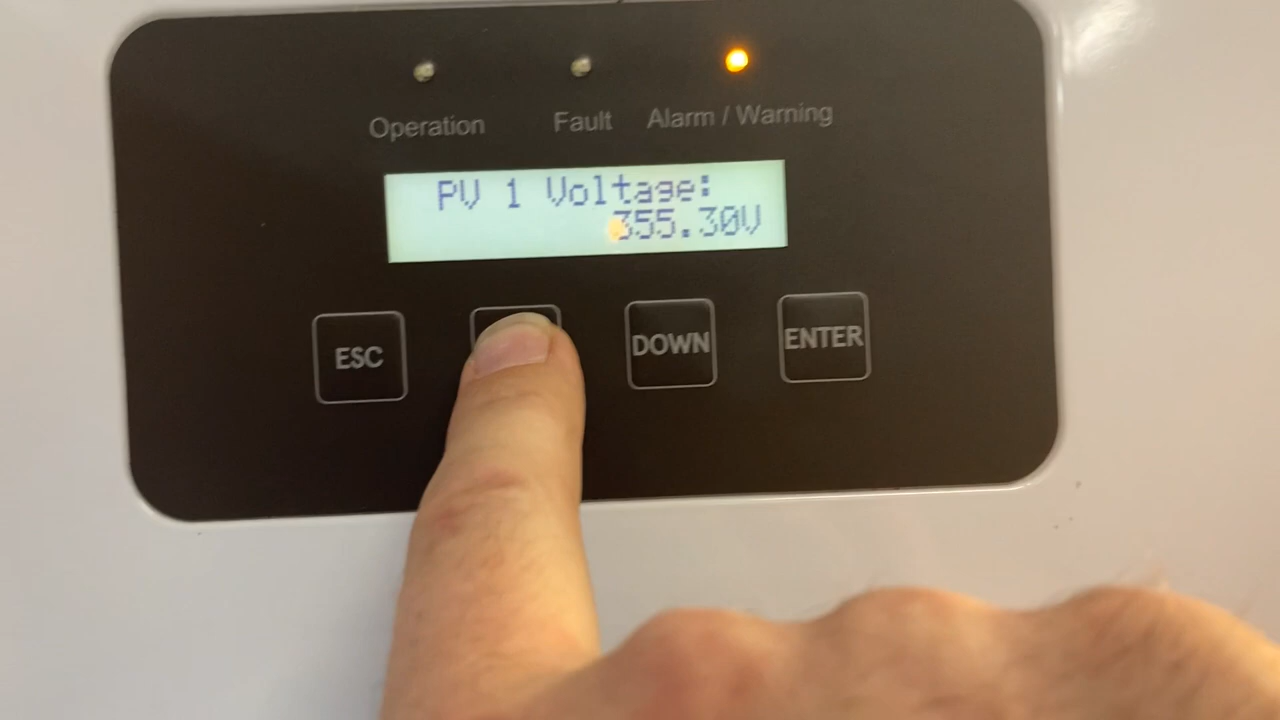 Operation Fault Alarm / Warning
PV 1 Voltage:
355.30V
ESC DOWN ENTER